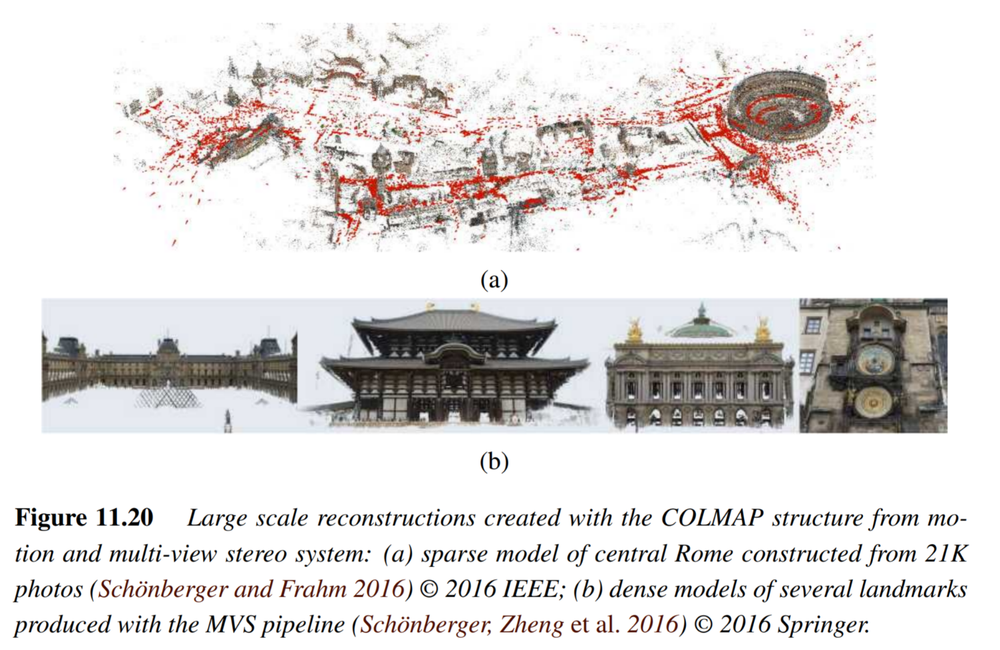 (a)
(b)
Figure 11.20 Large scale reconstructions created with the COLMAP structure from mo-
tion and multi-view stereo system: (a) sparse model of central Rome constructed from 21K
photos (Schönberger and Frahm 2016) © 2016 IEEE; (b) dense models of several landmarks
produced with the MVS pipeline (Schönberger, Zheng et al. 2016) © 2016 Springer.